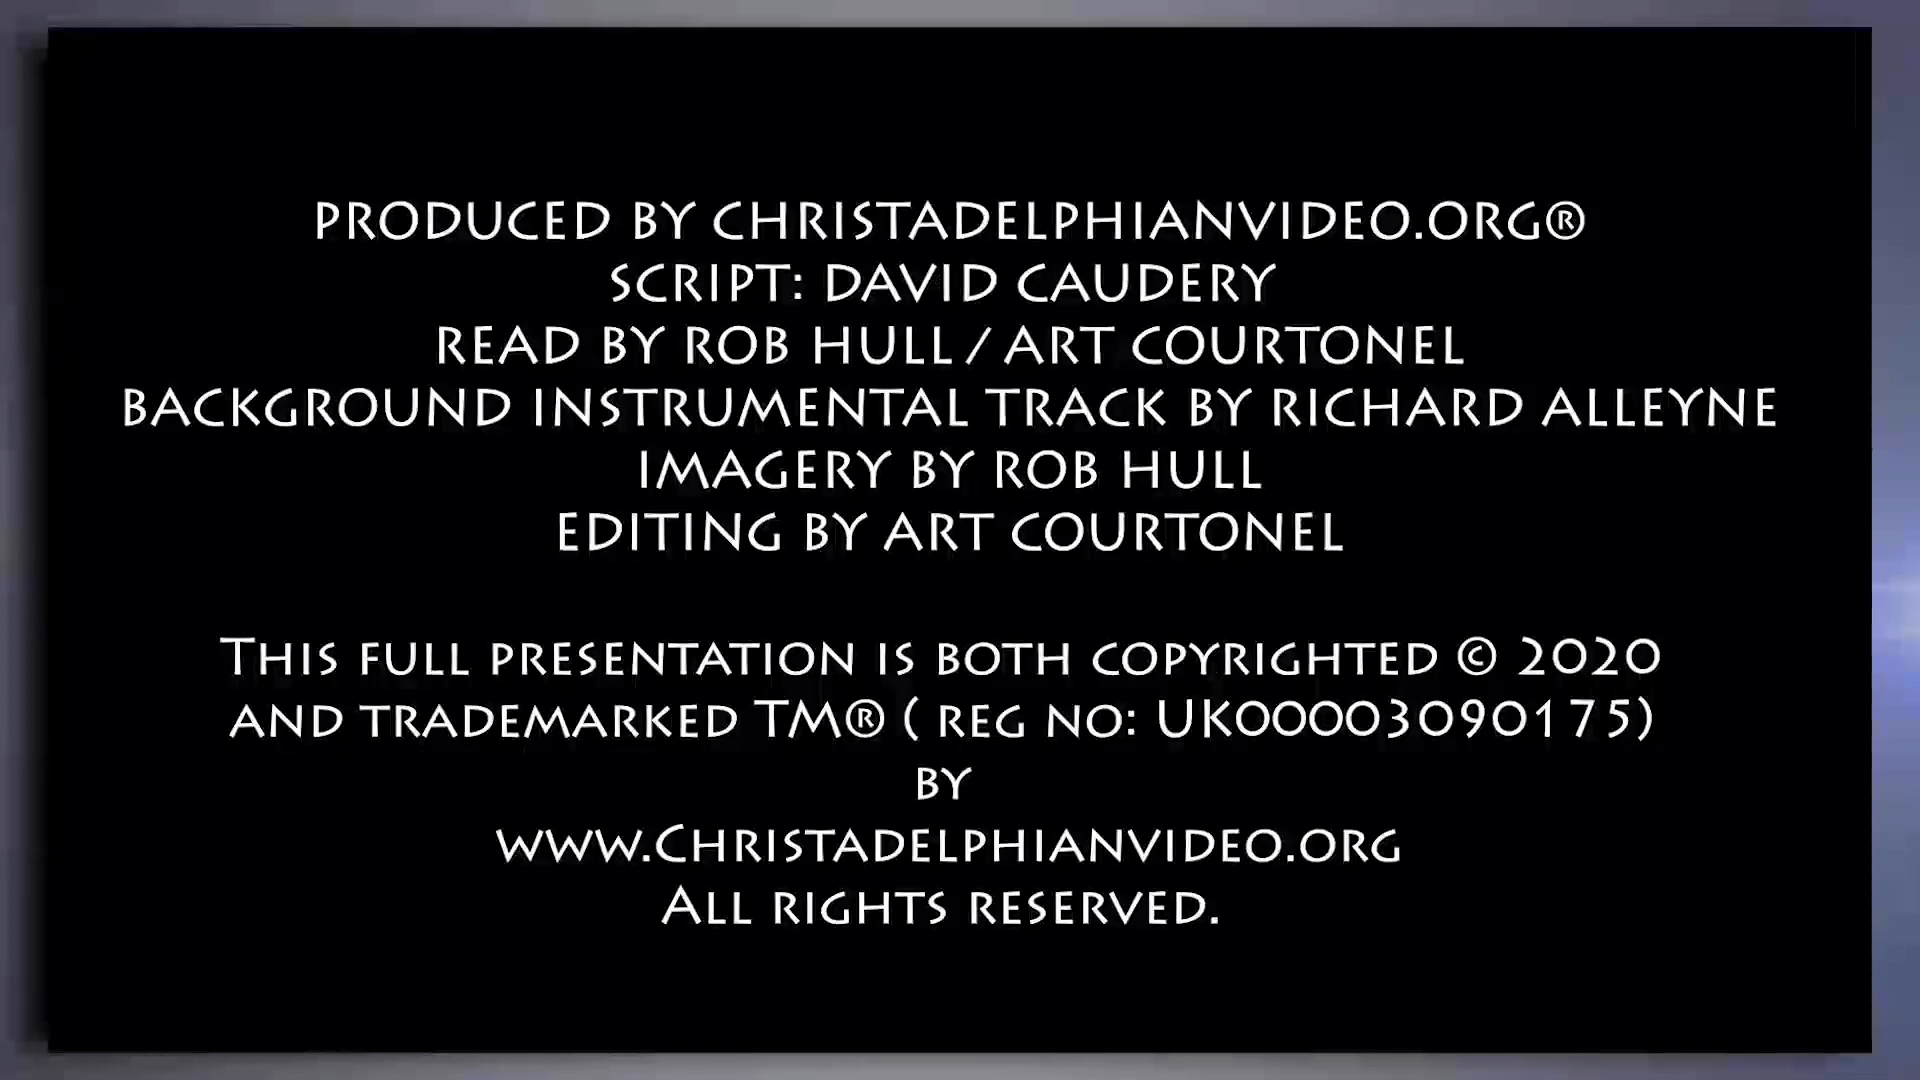 PRODUCED BY CHRISTADELPHIANVIDEO.ORG®
SCRIPT: DAVID CAUDERY
READ BY ROB HULL / ART COURTONEL
BACKGROUND INSTRUMENTAL TRACK BY RICHARD ALLEYNE
IMAGERY BY ROB HULL
EDITING BY ART COURTONEL
This full presentation is both copyrighted © 2020
and trademarked TM® ( reg no: UK00003090175)
by
www.Christadelphianvideo.org
All rights reserved.